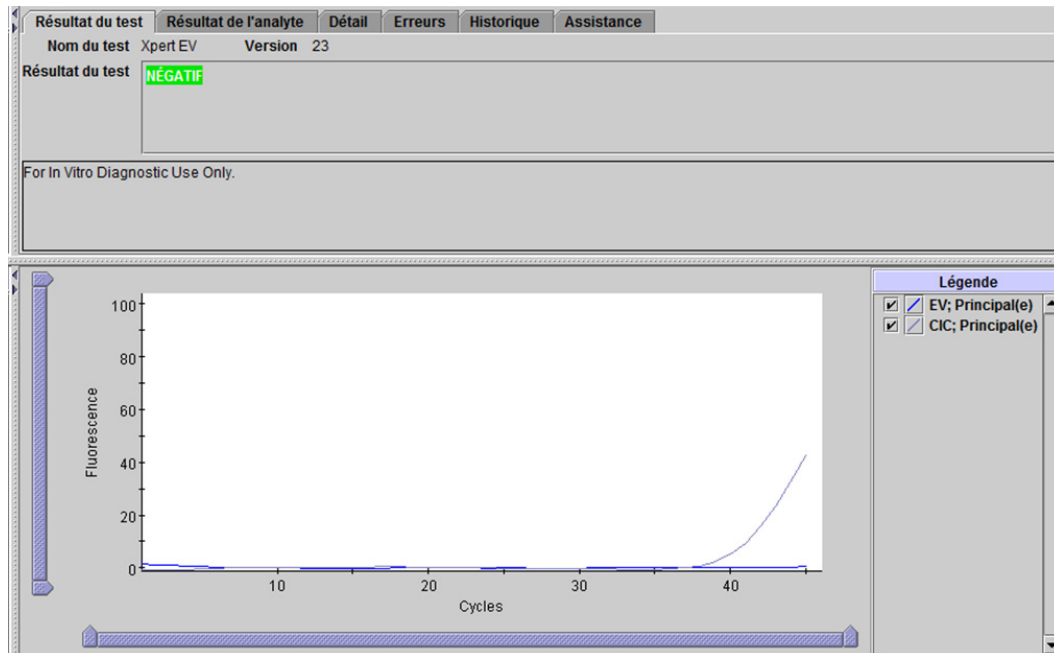 Résultat du test Résultat de l'analyte Détail Erreurs Historique Assistance
Nom du test Xpert EV Version 23
Résultat du test NÉGATIF
For In Vitro Diagnostic Use Only.
Légende
EV; Principal(e)
CIC; Principal(e)
100
80
60
40
20
0
Fluorescence
10 20 30 40
Cycles